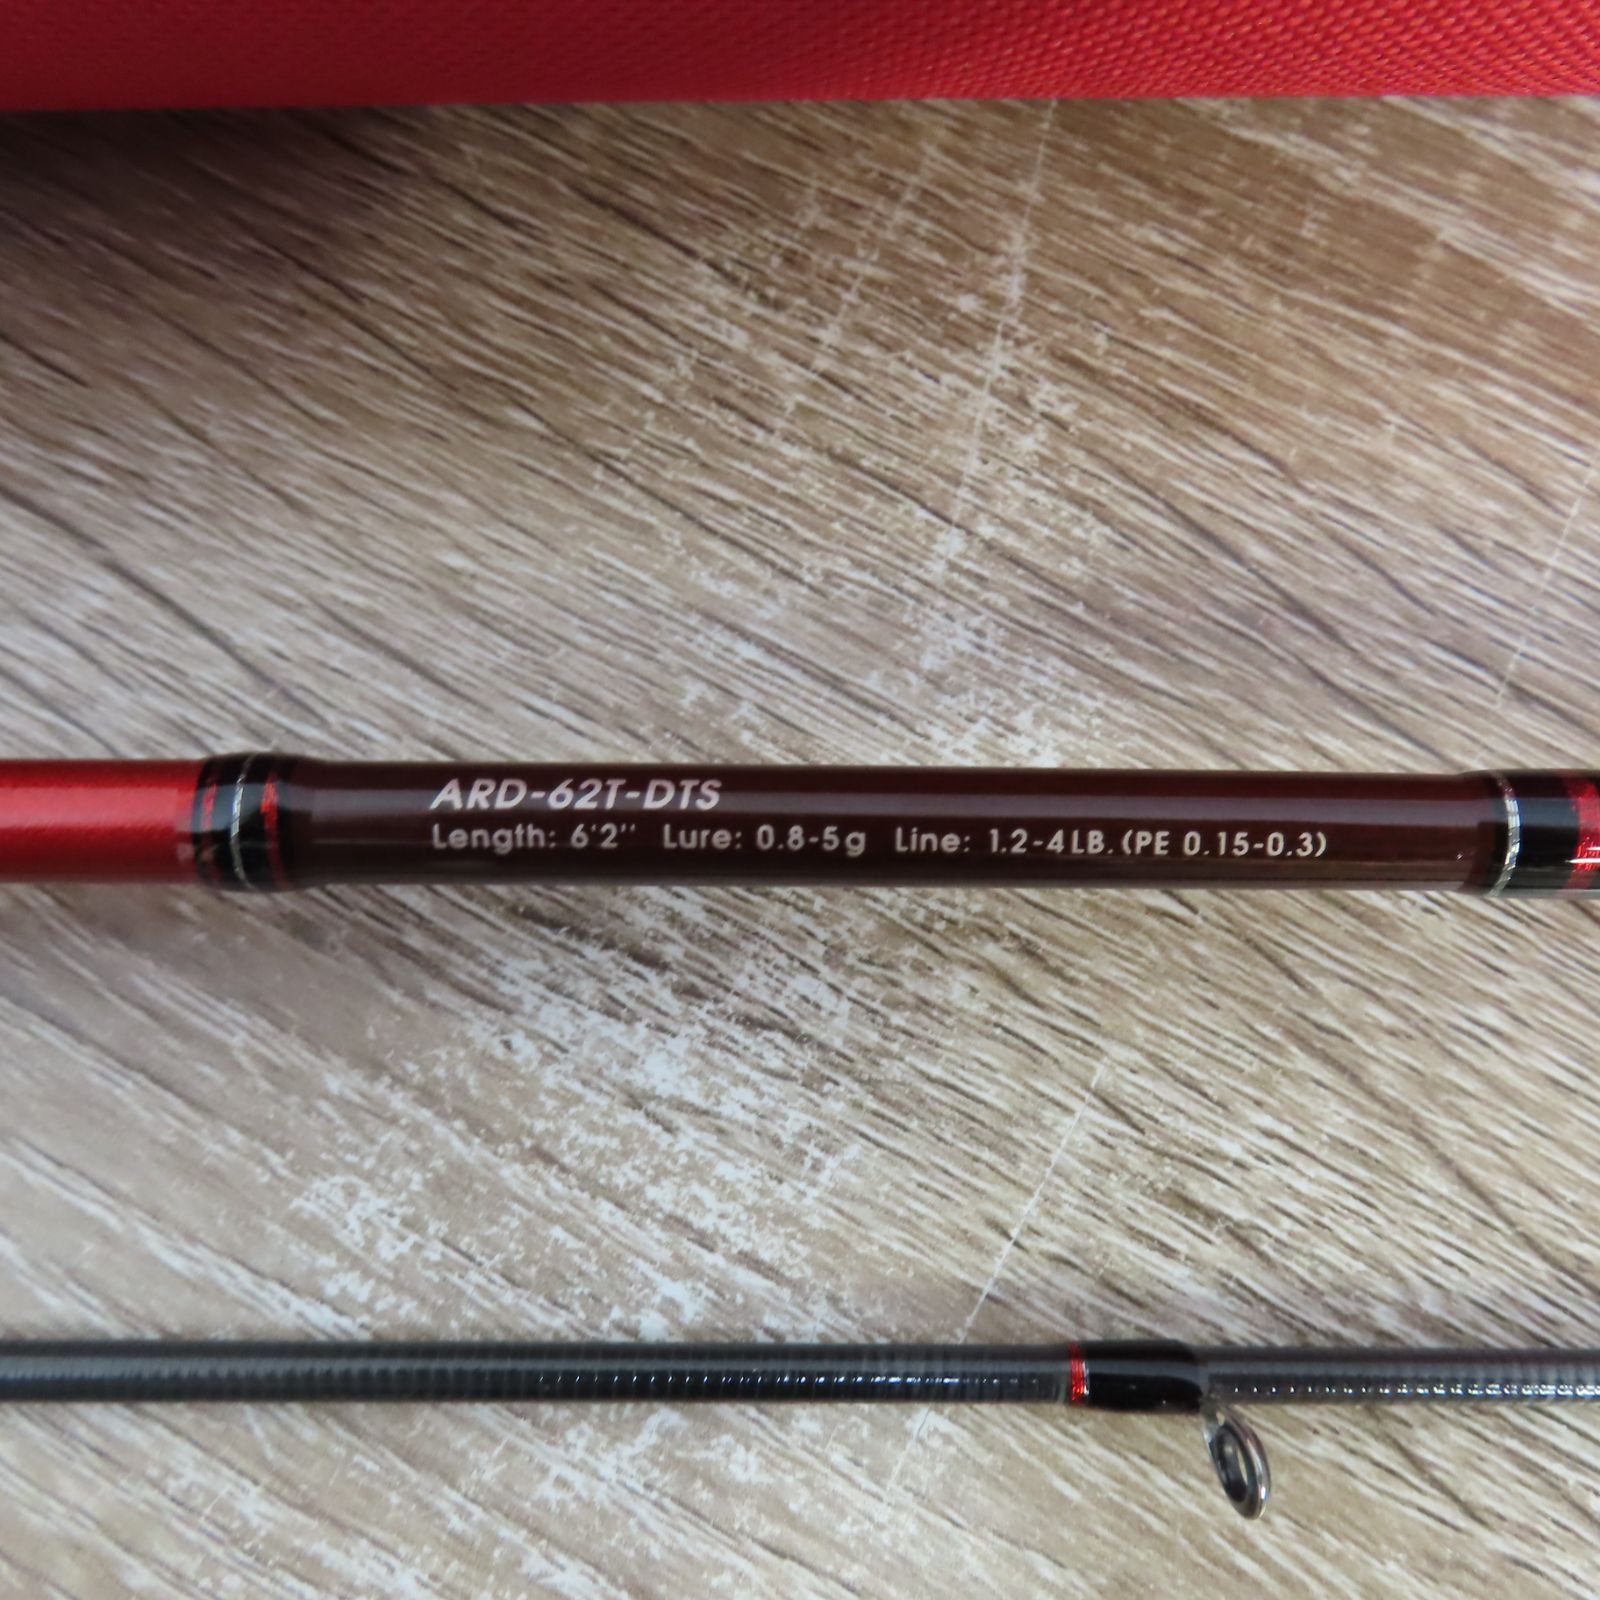 ARD-62T-DTS
Length: 6'2'' Lure: 0.8-5g Line: 1.2-4LB. (PE 0.15-0.3)